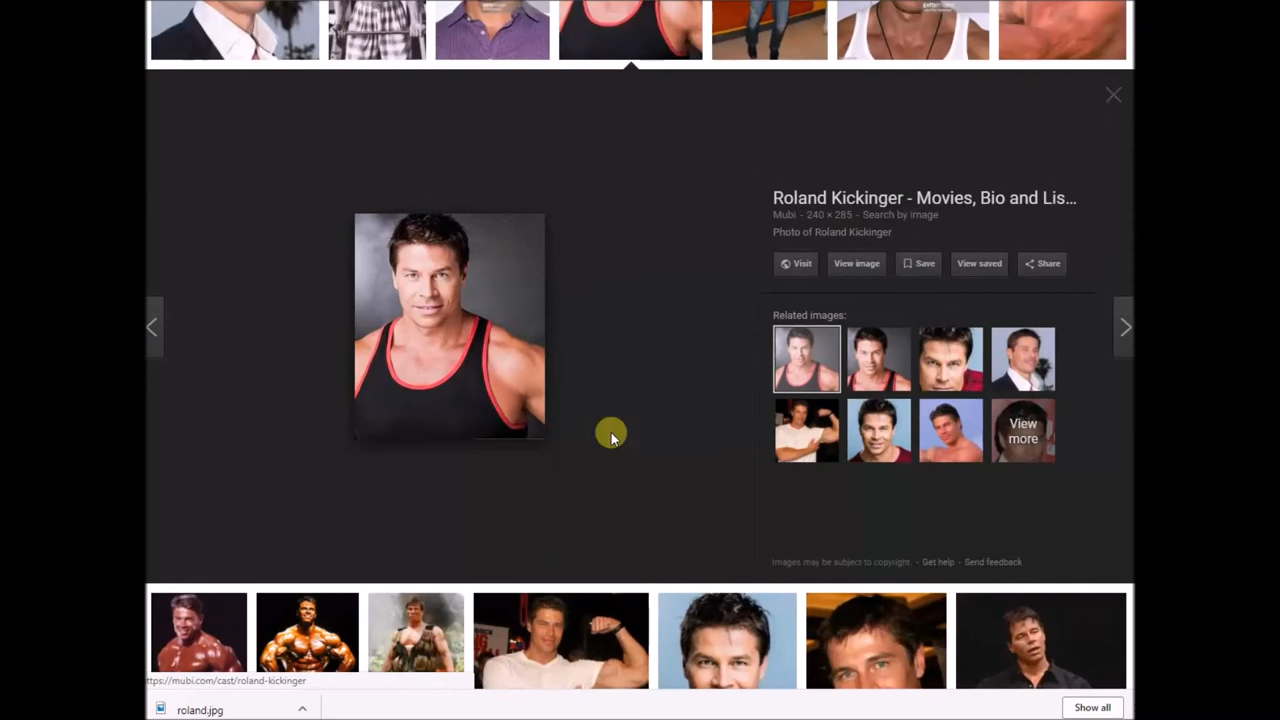 Roland Kickinger - Movies, Bio and Lis...
Mubi - 240 × 285 - Search by image
Photo of Roland Kickinger
Visit
View image
Save
View saved
Share
Related images:
View
more
Images may be subject to copyright. - Get help - Send feedback
ttps://mubi.com/cast/roland-kickinger
roland.jpg
Show all